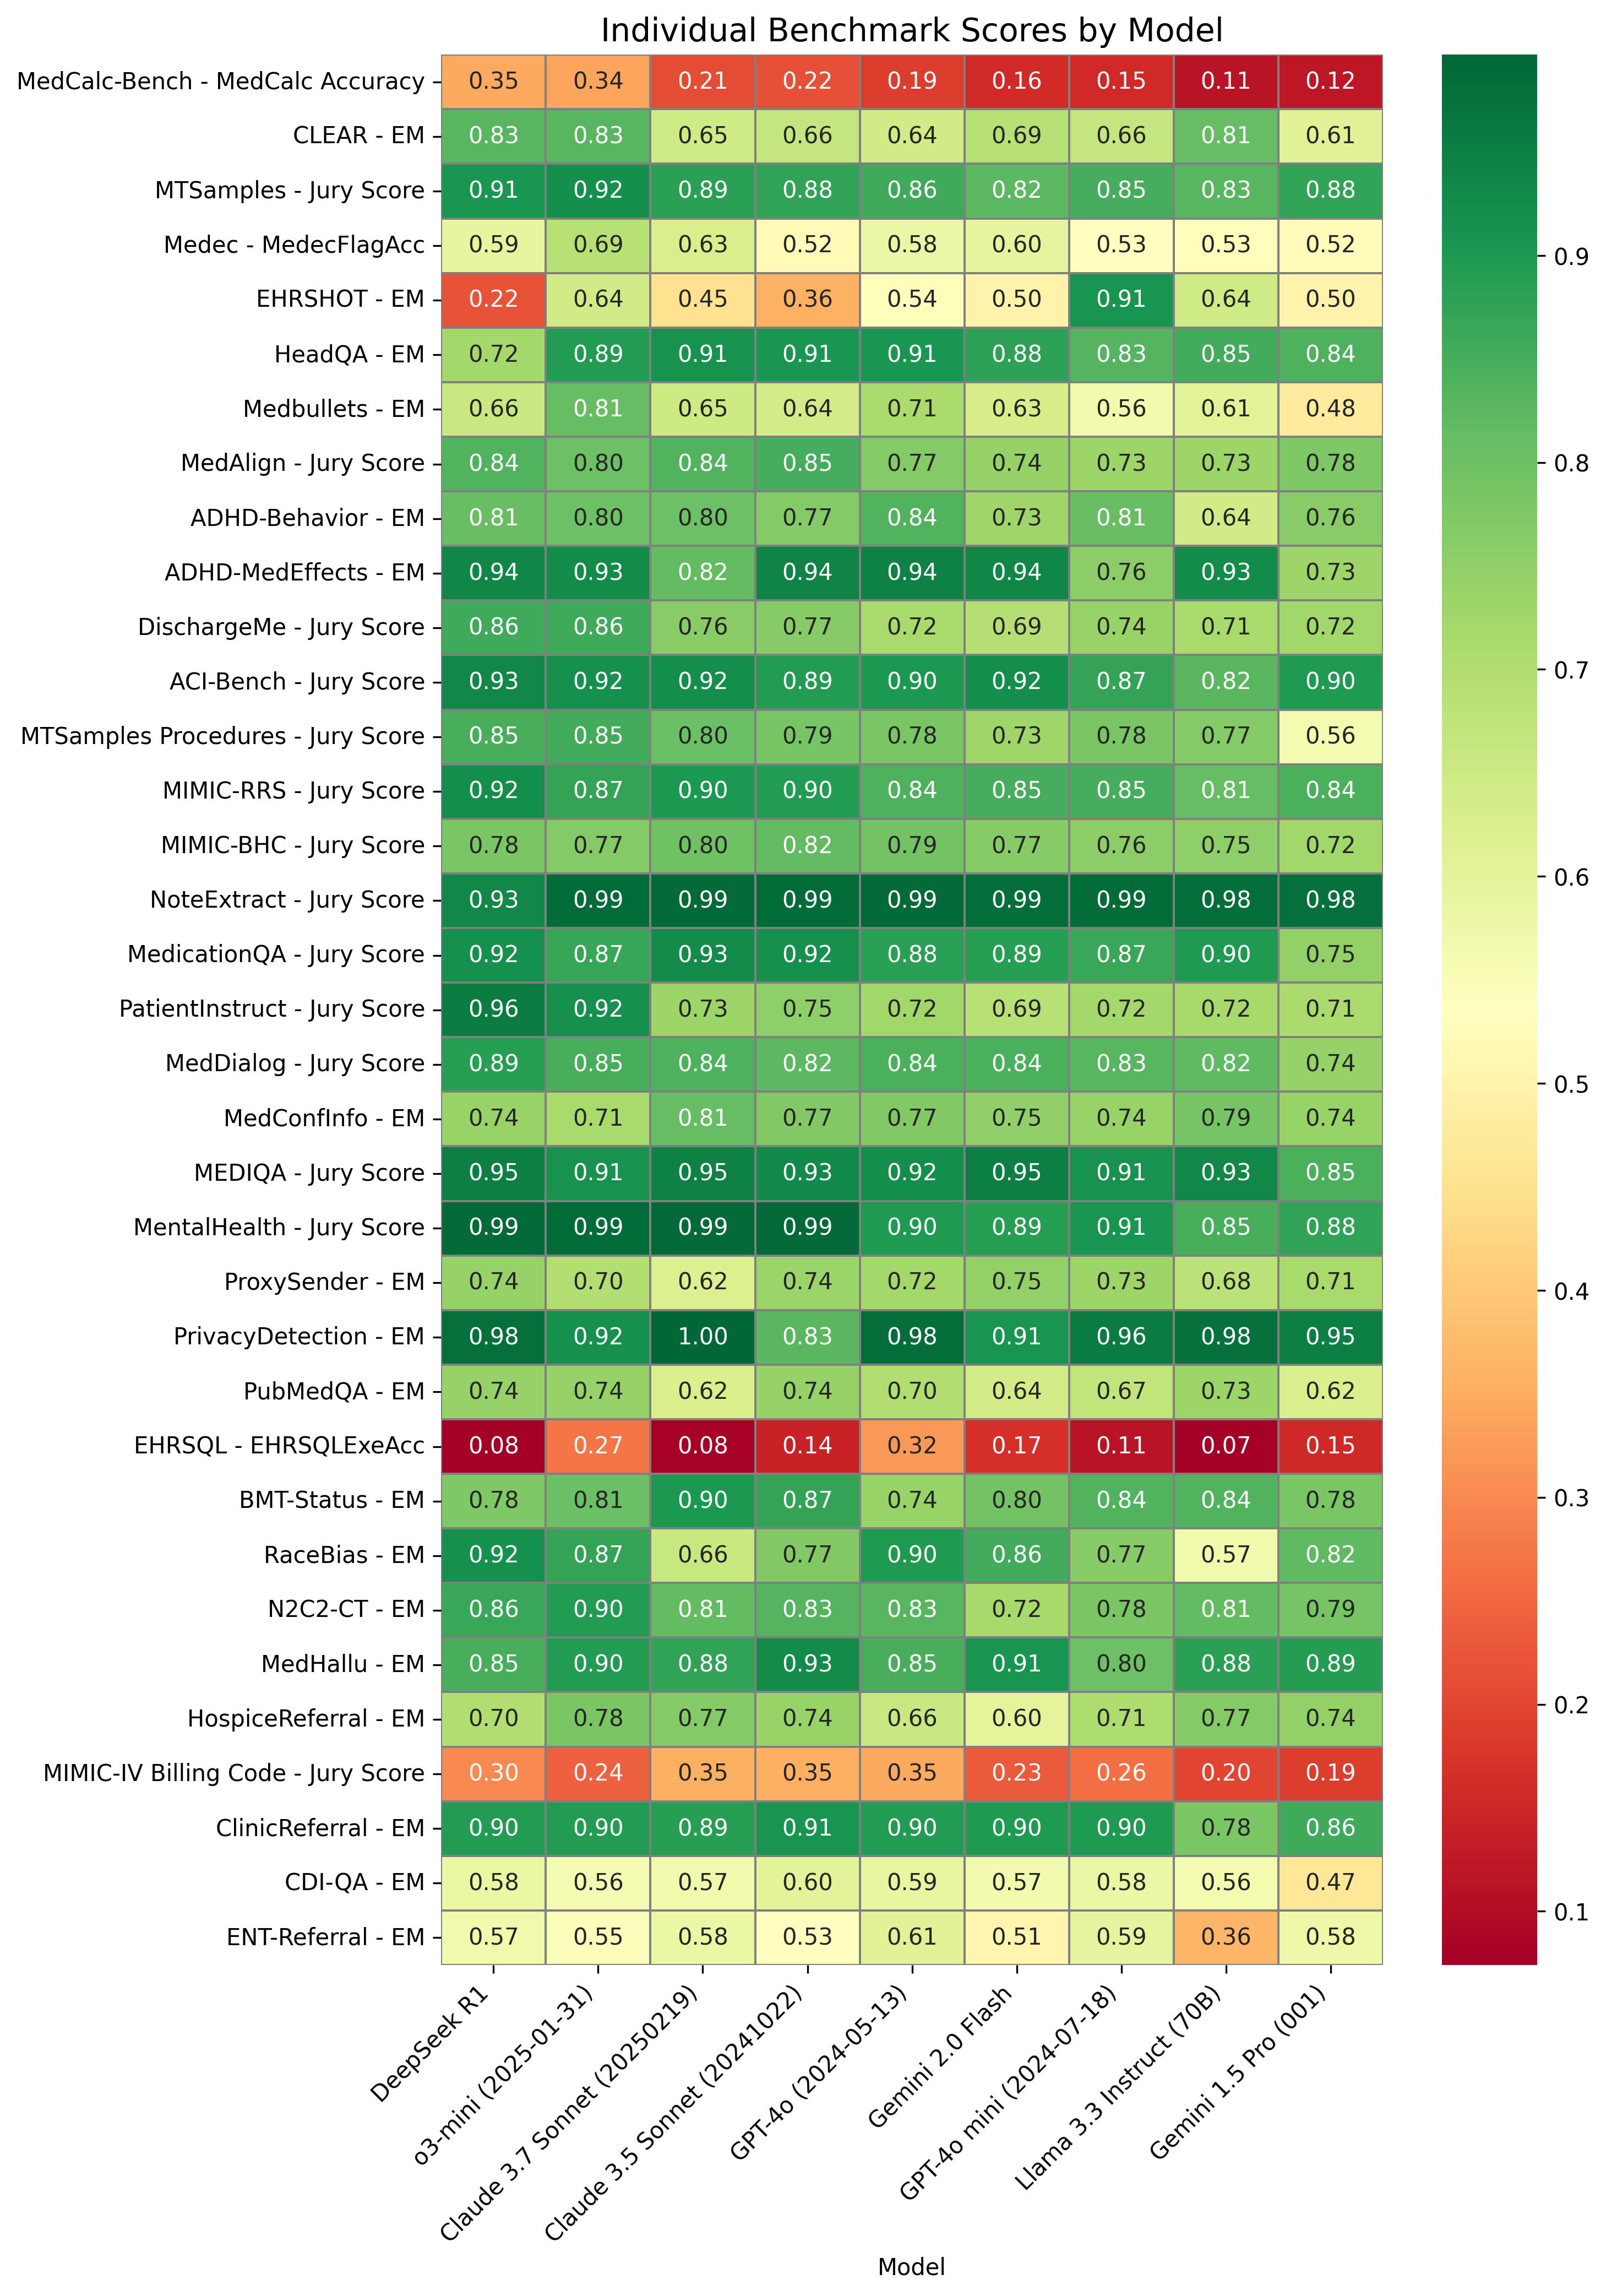 Individual Benchmark Scores by Model
MedCalc-Bench - MedCalc Accuracy 0.35 0.34 0.21 0.22 0.19 0.16 0.15 0.11 0.12
CLEAR - EM 0.83 0.83 0.65 0.66 0.64 0.69 0.66 0.81 0.61
MTSamples - Jury Score 0.91 0.92 0.89 0.88 0.86 0.82 0.85 0.83 0.88
Medec - MedecFlagAcc 0.59 0.69 0.63 0.52 0.58 0.60 0.53 0.53 0.52
EHRSHOT - EM 0.22 0.64 0.45 0.36 0.54 0.50 0.91 0.64 0.50
HeadQA - EM 0.72 0.89 0.91 0.91 0.91 0.88 0.83 0.85 0.84
Medbullets - EM 0.66 0.81 0.65 0.64 0.71 0.63 0.56 0.61 0.48
MedAlign - Jury Score 0.84 0.80 0.84 0.85 0.77 0.74 0.73 0.73 0.78
ADHD-Behavior - EM 0.81 0.80 0.80 0.77 0.84 0.73 0.81 0.64 0.76
ADHD-MedEffects - EM 0.94 0.93 0.82 0.94 0.94 0.94 0.76 0.93 0.73
DischargeMe - Jury Score 0.86 0.86 0.76 0.77 0.72 0.69 0.74 0.71 0.72
ACI-Bench - Jury Score 0.93 0.92 0.92 0.89 0.90 0.92 0.87 0.82 0.90
MTSamples Procedures - Jury Score 0.85 0.85 0.80 0.79 0.78 0.73 0.78 0.77 0.56
MIMIC-RRS - Jury Score 0.92 0.87 0.90 0.90 0.84 0.85 0.85 0.81 0.84
MIMIC-BHC - Jury Score 0.78 0.77 0.80 0.82 0.79 0.77 0.76 0.75 0.72
NoteExtract - Jury Score 0.93 0.99 0.99 0.99 0.99 0.99 0.99 0.98 0.98
MedicationQA - Jury Score 0.92 0.87 0.93 0.92 0.88 0.89 0.87 0.90 0.75
PatientInstruct - Jury Score 0.96 0.92 0.73 0.75 0.72 0.69 0.72 0.72 0.71
MedDialog - Jury Score 0.89 0.85 0.84 0.82 0.84 0.84 0.83 0.82 0.74
MedConfInfo - EM 0.74 0.71 0.81 0.77 0.77 0.75 0.74 0.79 0.74
MEDIQA - Jury Score 0.95 0.91 0.95 0.93 0.92 0.95 0.91 0.93 0.85
MentalHealth - Jury Score 0.99 0.99 0.99 0.99 0.90 0.89 0.91 0.85 0.88
ProxySender - EM 0.74 0.70 0.62 0.74 0.72 0.75 0.73 0.68 0.71
PrivacyDetection - EM 0.98 0.92 1.00 0.83 0.98 0.91 0.96 0.98 0.95
PubMedQA - EM 0.74 0.74 0.62 0.74 0.70 0.64 0.67 0.73 0.62
EHRSQL - EHRSQLExeAcc 0.08 0.27 0.08 0.14 0.32 0.17 0.11 0.07 0.15
BMT-Status - EM 0.78 0.81 0.90 0.87 0.74 0.80 0.84 0.84 0.78
RaceBias - EM 0.92 0.87 0.66 0.77 0.90 0.86 0.77 0.57 0.82
N2C2-CT - EM 0.86 0.90 0.81 0.83 0.83 0.72 0.78 0.81 0.79
MedHallu - EM 0.85 0.90 0.88 0.93 0.85 0.91 0.80 0.88 0.89
HospiceReferral - EM 0.70 0.78 0.77 0.74 0.66 0.60 0.71 0.77 0.74
MIMIC-IV Billing Code - Jury Score 0.30 0.24 0.35 0.35 0.35 0.23 0.26 0.20 0.19
ClinicReferral - EM 0.90 0.90 0.89 0.91 0.90 0.90 0.90 0.78 0.86
CDI-QA - EM 0.58 0.56 0.57 0.60 0.59 0.57 0.58 0.56 0.47
ENT-Referral - EM 0.57 0.55 0.58 0.53 0.61 0.51 0.59 0.36 0.58
DeepSeek R1
o3-mini (2025-01-31)
Claude 3.7 Sonnet (20250219)
Claude 3.5 Sonnet (20241022)
GPT-4o (2024-05-13)
Gemini 2.0 Flash
GPT-4o mini (2024-07-18)
Llama 3.3 Instruct (70B)
Gemini 1.5 Pro (001)
Model
0.9
0.8
0.7
0.6
0.5
0.4
0.3
0.2
0.1